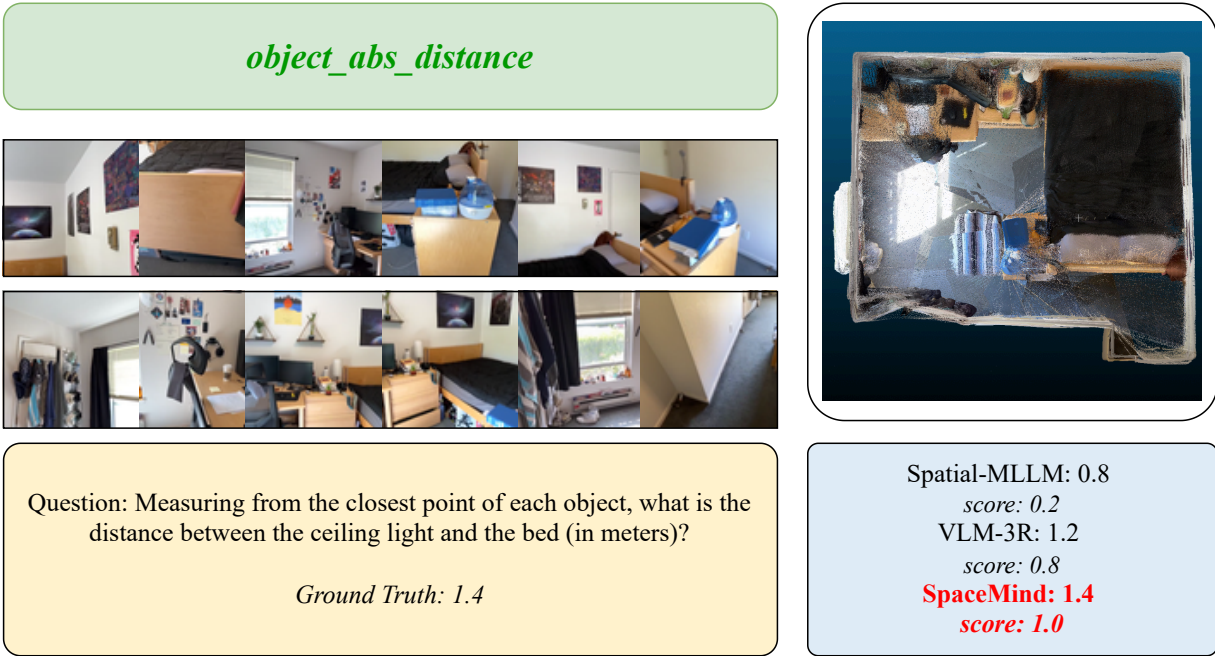 object_abs_distance
Question: Measuring from the closest point of each object, what is the
distance between the ceiling light and the bed (in meters)?
Ground Truth: 1.4
Spatial-MLLM: 0.8
score: 0.2
VLM-3R: 1.2
score: 0.8
SpaceMind: 1.4
score: 1.0